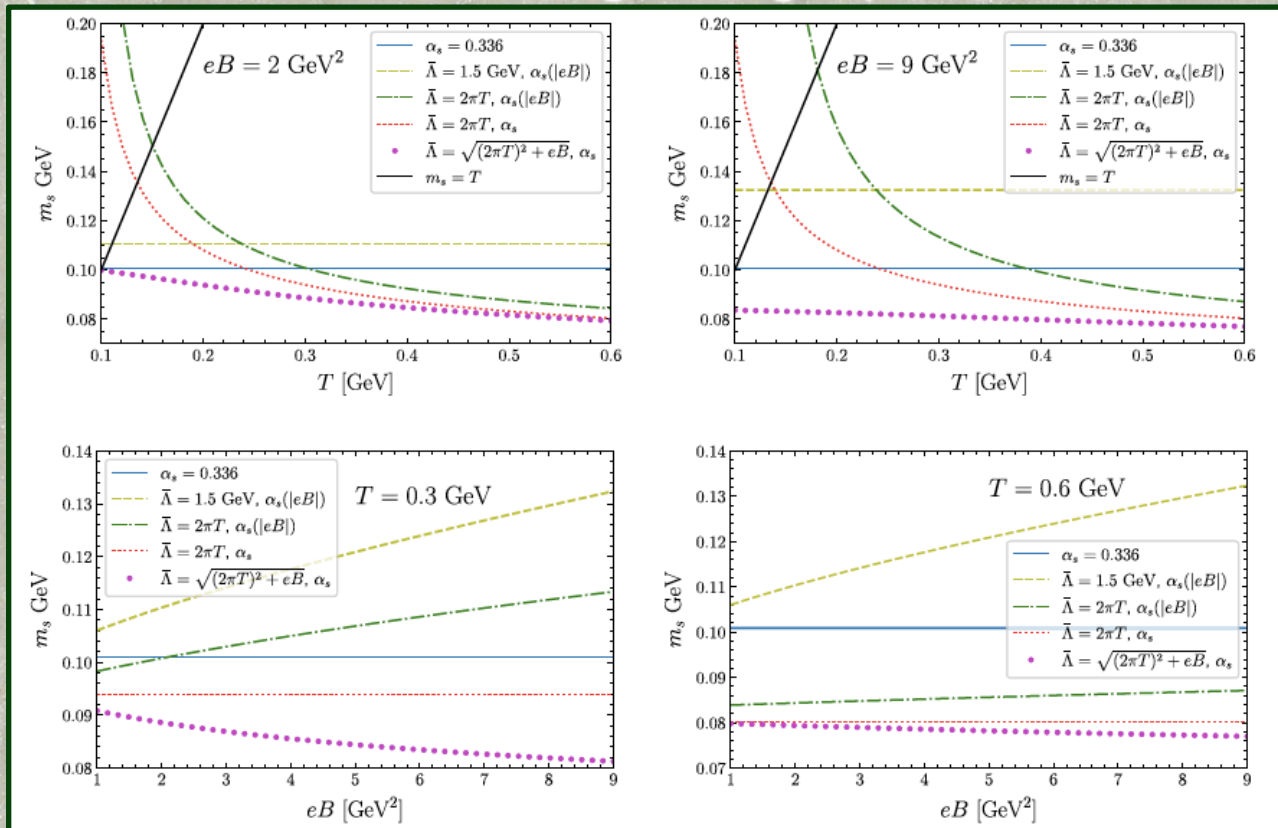 eB = 2 GeV²
α_s = 0.336
Λ̄ = 1.5 GeV, α_s(|eB|)
Λ̄ = 2πT, α_s(|eB|)
Λ̄ = 2πT, α_s
Λ̄ = √((2πT)² + eB), α_s
m_s = T
m_s GeV
0.20
0.18
0.16
0.14
0.12
0.10
0.08
0.1 0.2 0.3 0.4 0.5 0.6
T [GeV]
eB = 9 GeV²
α_s = 0.336
Λ̄ = 1.5 GeV, α_s(|eB|)
Λ̄ = 2πT, α_s(|eB|)
Λ̄ = 2πT, α_s
Λ̄ = √((2πT)² + eB), α_s
m_s = T
m_s GeV
0.20
0.18
0.16
0.14
0.12
0.10
0.08
0.1 0.2 0.3 0.4 0.5 0.6
T [GeV]
T = 0.3 GeV
α_s = 0.336
Λ̄ = 1.5 GeV, α_s(|eB|)
Λ̄ = 2πT, α_s(|eB|)
Λ̄ = 2πT, α_s
Λ̄ = √((2πT)² + eB), α_s
m_s GeV
0.14
0.13
0.12
0.11
0.10
0.09
0.08
1 2 3 4 5 6 7 8 9
eB [GeV²]
T = 0.6 GeV
α_s = 0.336
Λ̄ = 1.5 GeV, α_s(|eB|)
Λ̄ = 2πT, α_s(|eB|)
Λ̄ = 2πT, α_s
Λ̄ = √((2πT)² + eB), α_s
m_s GeV
0.14
0.13
0.12
0.11
0.10
0.09
0.08
0.07
1 2 3 4 5 6 7 8 9
eB [GeV²]